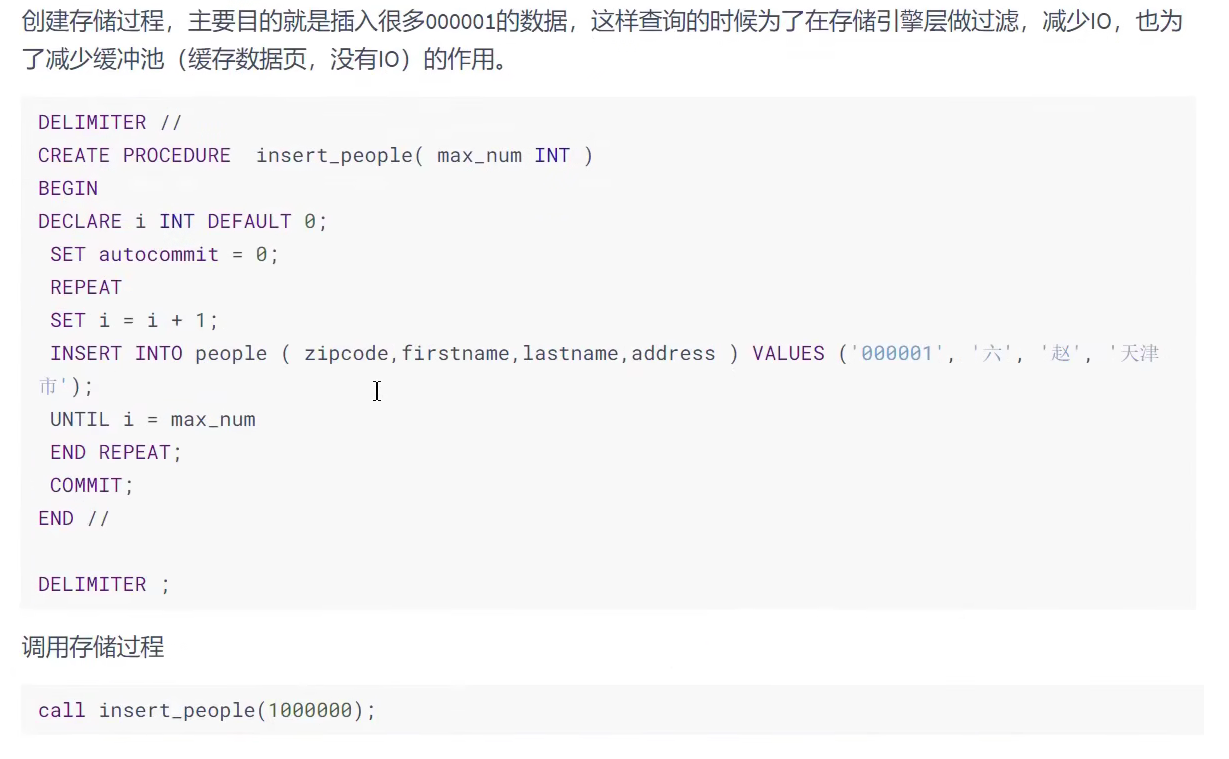 创建存储过程，主要目的就是插入很多000001的数据，这样查询的时候为了在存储引擎层做过滤，减少IO，也为
了减少缓冲池（缓存数据页，没有IO）的作用。
DELIMITER //
CREATE PROCEDURE  insert_people( max_num INT )
BEGIN
DECLARE i INT DEFAULT 0;
 SET autocommit = 0;
 REPEAT
 SET i = i + 1;
 INSERT INTO people ( zipcode,firstname,lastname,address ) VALUES ('000001', '六', '赵', '天津
市');
 UNTIL i = max_num
 END REPEAT;
 COMMIT;
END //
DELIMITER ;
调用存储过程
call insert_people(1000000);